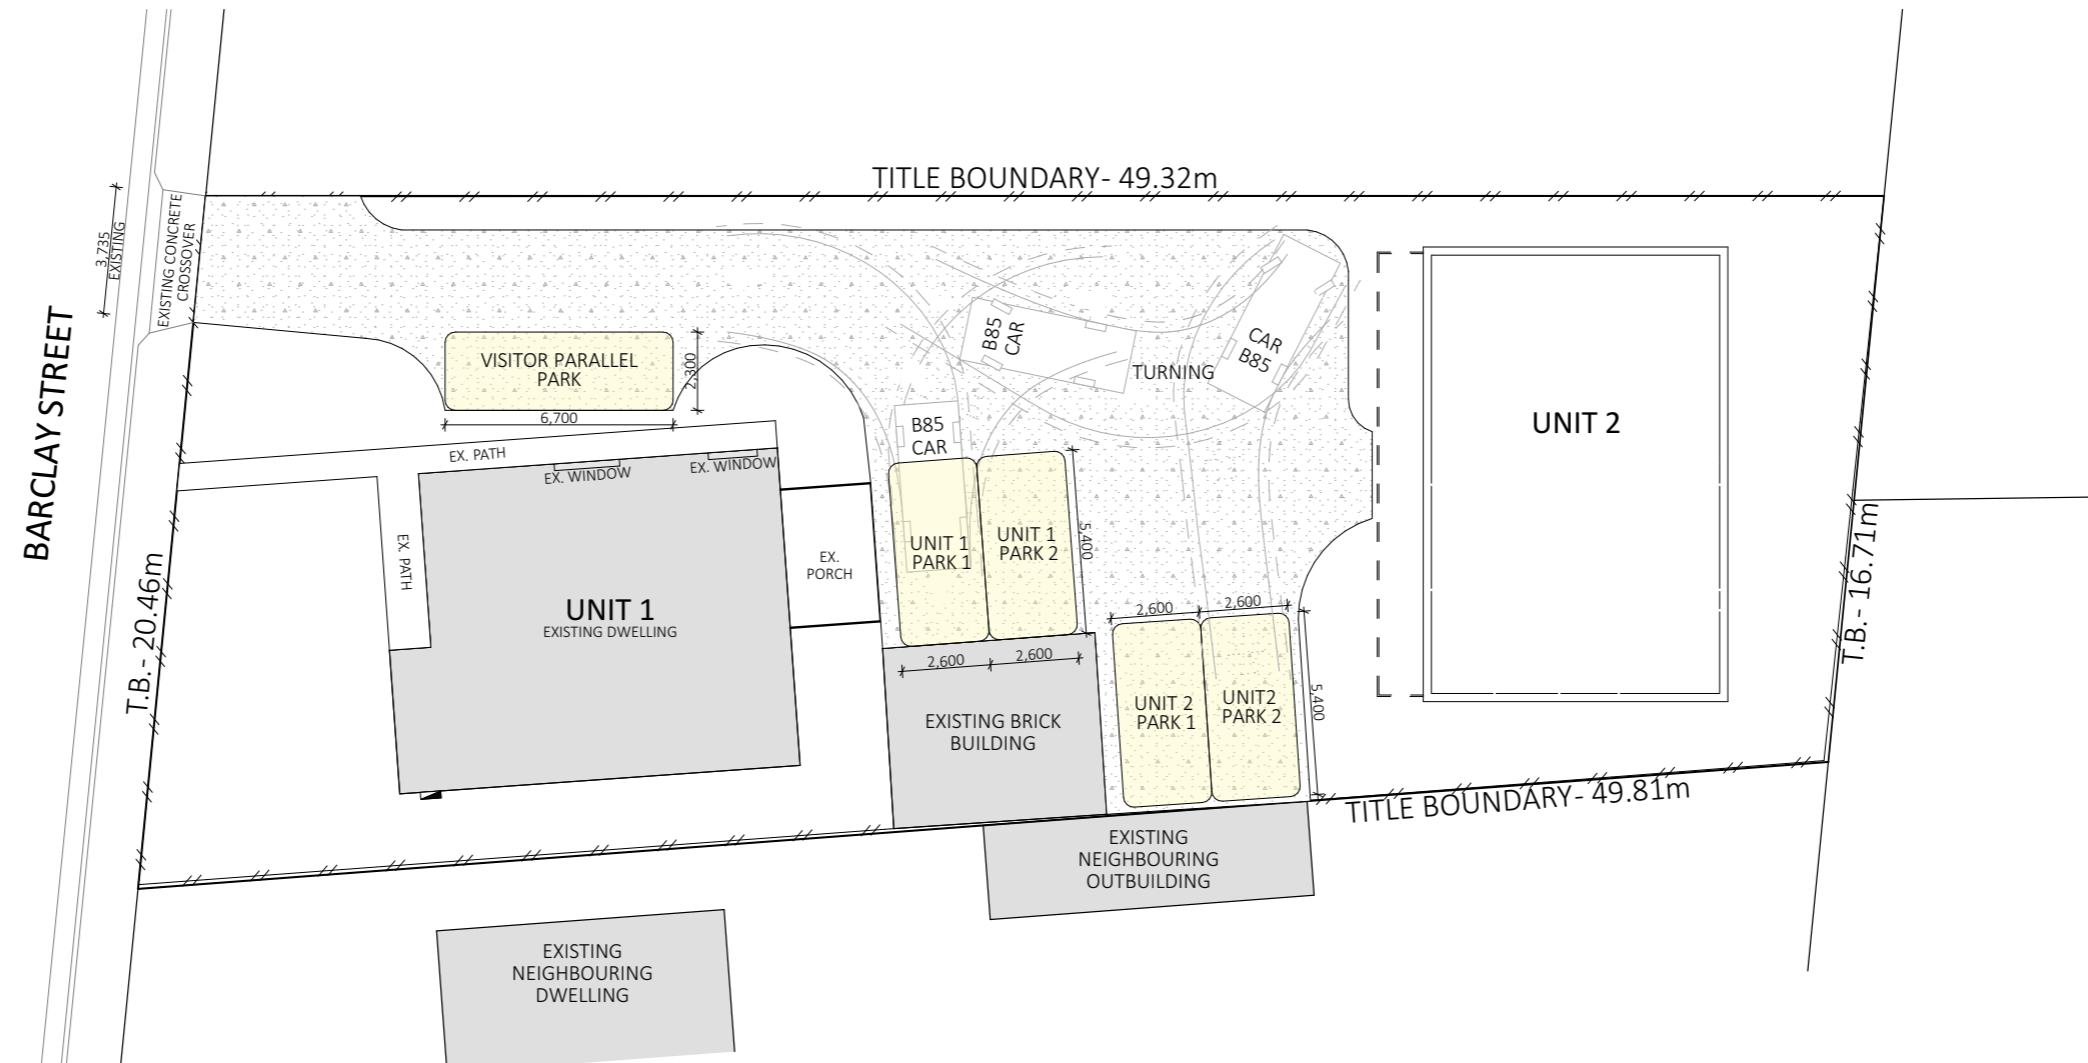 TITLE BOUNDARY- 49.32m
3,735
EXISTING
EXISTING CONCRETE
CROSSOVER
BARCLAY STREET
VISITOR PARALLEL
PARK
2,300
6,700
B85
CAR
CAR
B85
TURNING
B85
CAR
UNIT 2
EX. PATH
EX. WINDOW
EX. WINDOW
EX. PATH
UNIT 1
EXISTING DWELLING
EX.
PORCH
UNIT 1
PARK 1
UNIT 1
PARK 2
5,400
2,600
2,600
2,600
2,600
UNIT 2
PARK 1
UNIT2
PARK 2
5,400
EXISTING BRICK
BUILDING
T.B.- 20.46m
T.B.- 16.71m
TITLE BOUNDARY- 49.81m
EXISTING
NEIGHBOURING
OUTBUILDING
EXISTING
NEIGHBOURING
DWELLING